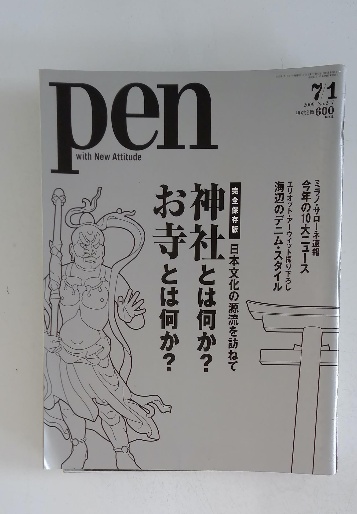 pen
with New Attitude
7/1
600
ミラノ・サローネ速報
今年の10大ニュース
エリオット・アーウィット撮り下ろし
海辺のデニム・スタイル
完全保存版
日本文化の源流を訪ねて
神社とは何か?
お寺とは何か?